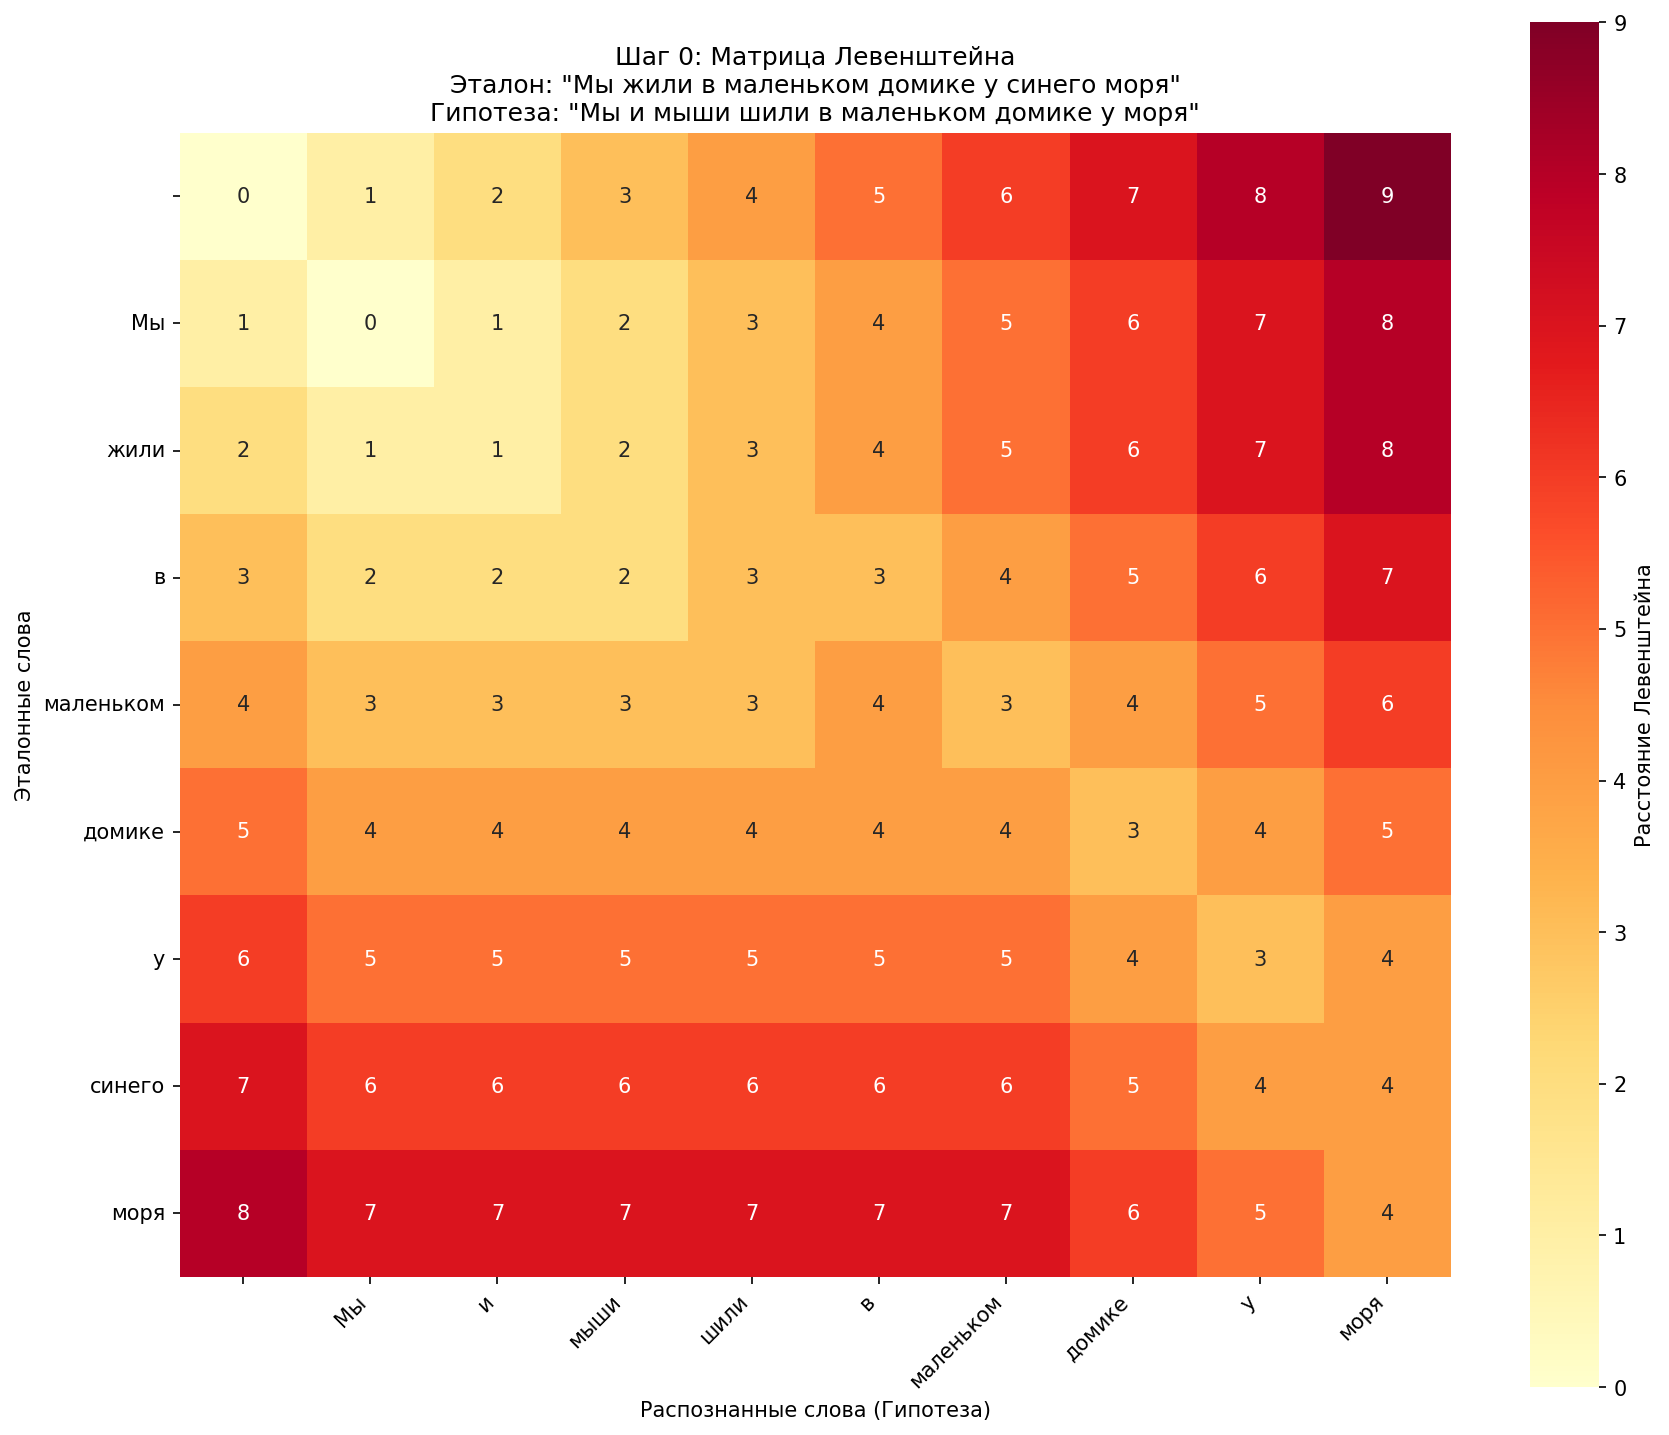 Шаг 0: Матрица Левенштейна
Эталон: "Мы жили в маленьком домике у синего моря"
Гипотеза: "Мы и мыши шили в маленьком домике у моря"
0 1 2 3 4 5 6 7 8 9
Мы 1 0 1 2 3 4 5 6 7 8
жили 2 1 1 2 3 4 5 6 7 8
в 3 2 2 2 3 3 4 5 6 7
маленьком 4 3 3 3 3 4 3 4 5 6
домике 5 4 4 4 4 4 4 3 4 5
у 6 5 5 5 5 5 5 4 3 4
синего 7 6 6 6 6 6 6 5 4 4
моря 8 7 7 7 7 7 7 6 5 4
Мы и мыши шили в маленьком домике у моря
Распознанные слова (Гипотеза)
Эталонные слова
9
8
7
6
5
4
3
2
1
0
Расстояние Левенштейна